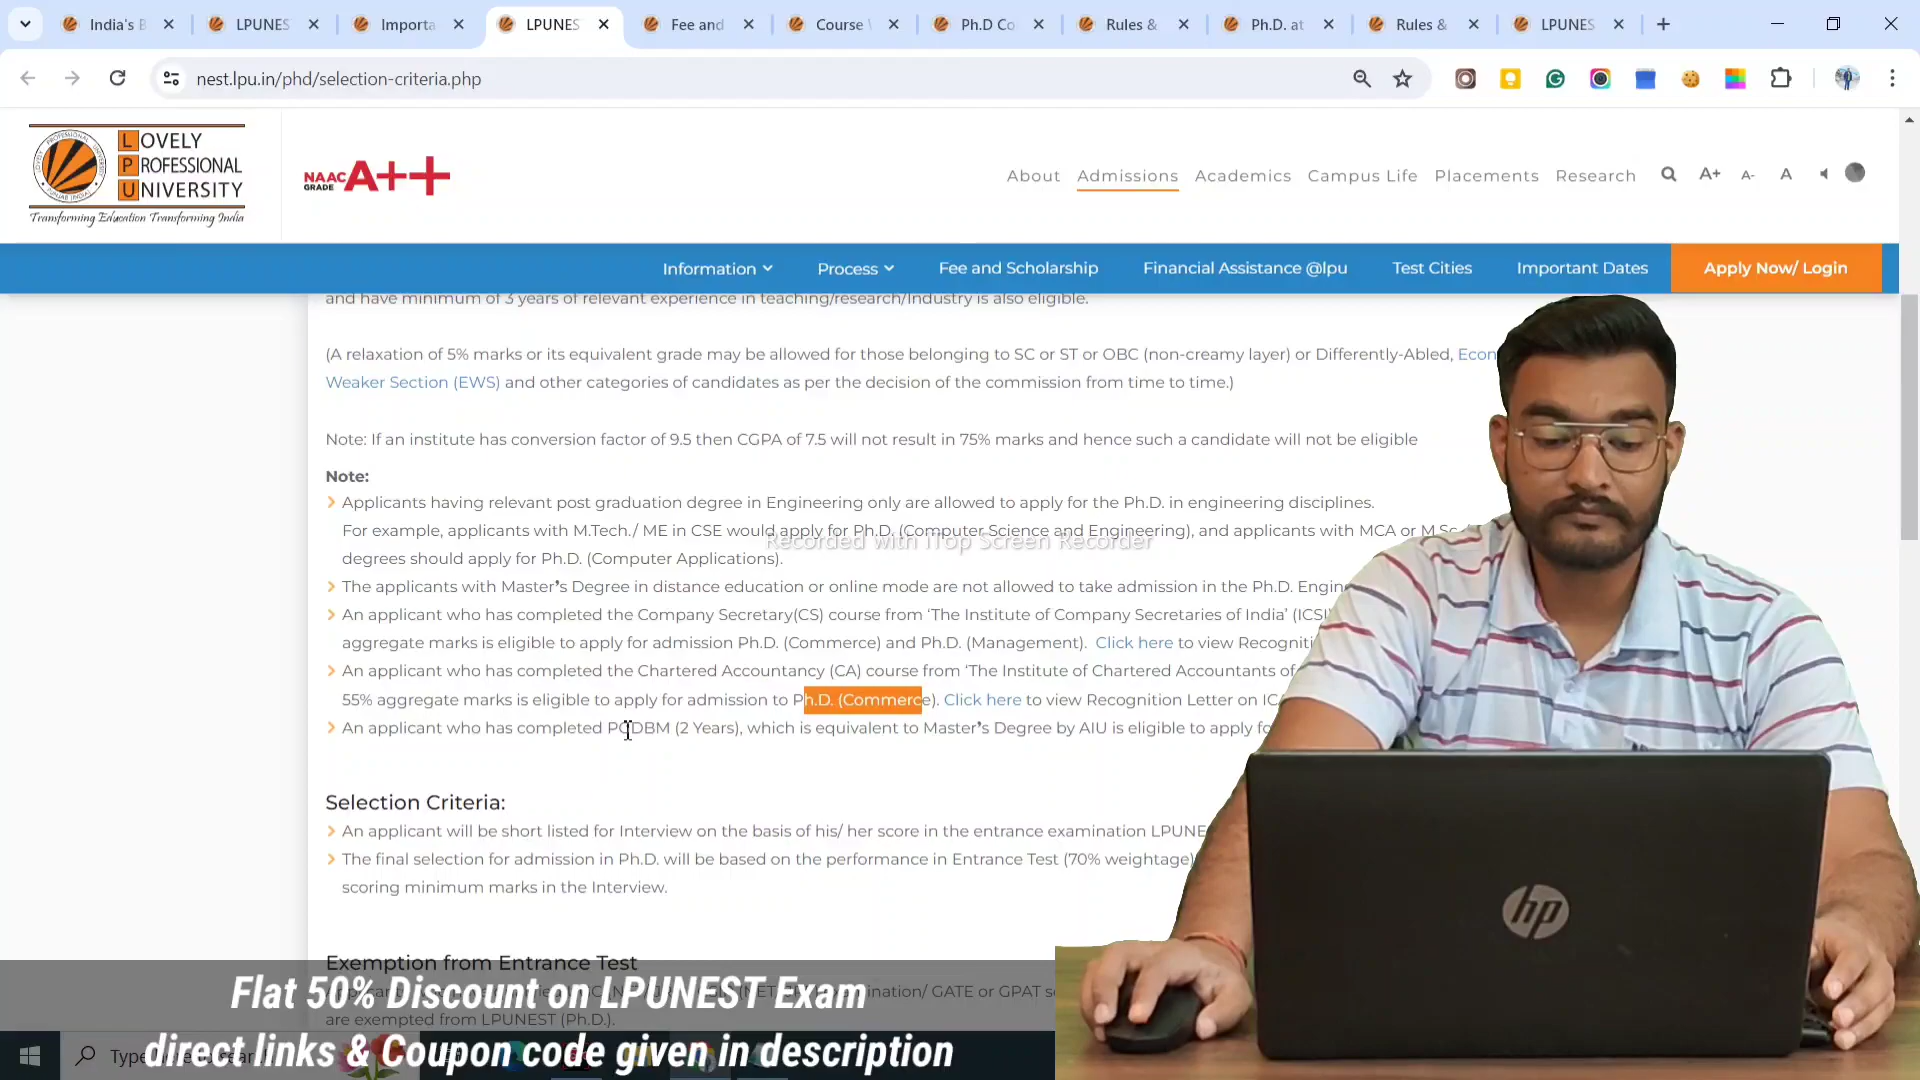 India's B
LPUNES
Importa
LPUNES
Fee and
Course
Ph.D Co
Rules &
Ph.D. at
Rules &
LPUNES
nest.lpu.in/phd/selection-criteria.php
LOVELY
PROFESSIONAL
UNIVERSITY
Transforming Education Transforming India
NAAC
GRADE
A++
About
Admissions
Academics
Campus Life
Placements
Research
A+
A-
A
Information
Process
Fee and Scholarship
Financial Assistance @lpu
Test Cities
Important Dates
Apply Now/ Login
and have minimum of 3 years of relevant experience in teaching/research/Industry is also eligible.
(A relaxation of 5% marks or its equivalent grade may be allowed for those belonging to SC or ST or OBC (non-creamy layer) or Differently-Abled, Econ
Weaker Section (EWS) and other categories of candidates as per the decision of the commission from time to time.)
Note: If an institute has conversion factor of 9.5 then CGPA of 7.5 will not result in 75% marks and hence such a candidate will not be eligible
Note:
Applicants having relevant post graduation degree in Engineering only are allowed to apply for the Ph.D. in engineering disciplines.
For example, applicants with M.Tech./ ME in CSE would apply for Ph.D. (Computer Science and Engineering), and applicants with MCA or M.Sc
Recorded with iTop Screen Recorder
degrees should apply for Ph.D. (Computer Applications).
The applicants with Master's Degree in distance education or online mode are not allowed to take admission in the Ph.D. Engine
An applicant who has completed the Company Secretary(CS) course from ‘The Institute of Company Secretaries of India’ (ICSI)
aggregate marks is eligible to apply for admission Ph.D. (Commerce) and Ph.D. (Management). Click here to view Recogniti
An applicant who has completed the Chartered Accountancy (CA) course from ‘The Institute of Chartered Accountants of
55% aggregate marks is eligible to apply for admission to Ph.D. (Commerce). Click here to view Recognition Letter on ICA
An applicant who has completed PGDBM (2 Years), which is equivalent to Master's Degree by AIU is eligible to apply fo
Selection Criteria:
An applicant will be short listed for Interview on the basis of his/ her score in the entrance examination LPUNE
The final selection for admission in Ph.D. will be based on the performance in Entrance Test (70% weightage)
scoring minimum marks in the Interview.
Exemption from Entrance Test
Flat 50% Discount on LPUNEST Exam
ination/ GATE or GPAT s
are exempted from LPUNEST (Ph.D.).
direct links & Coupon code given in description
hp